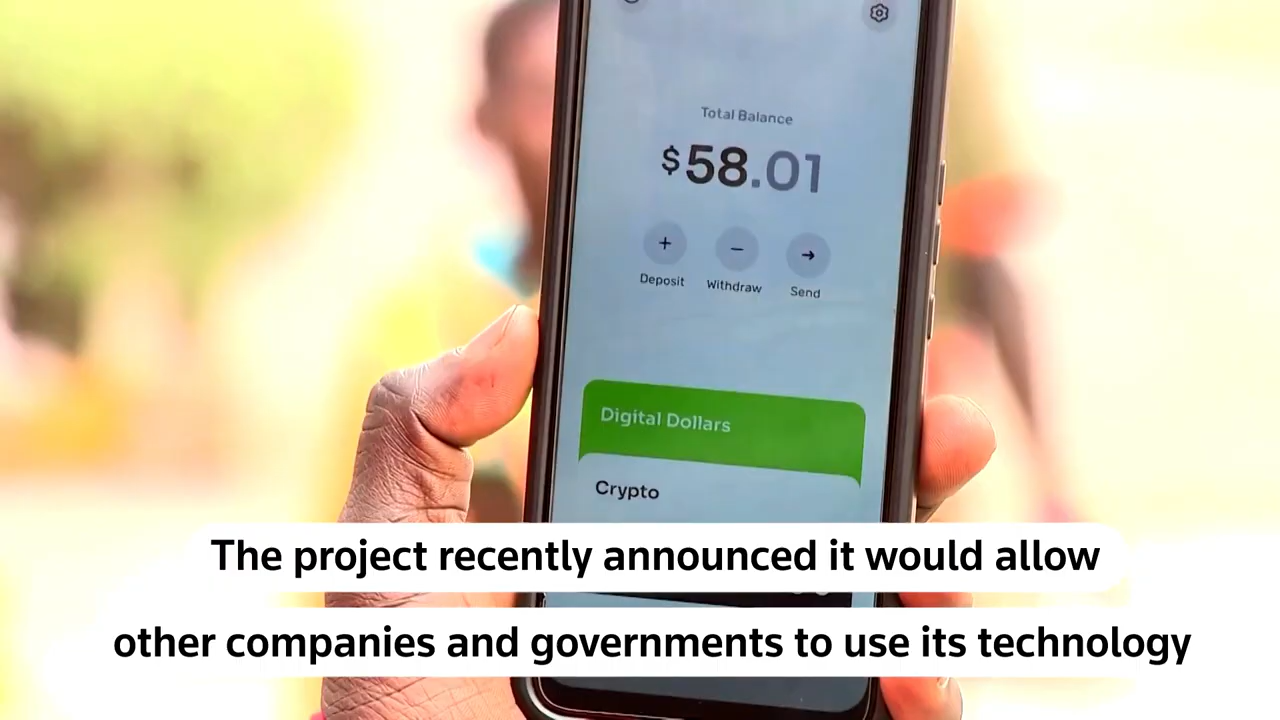 Total Balance
$58.01
+ − →
Deposit Withdraw Send
Digital Dollars
Crypto
The project recently announced it would allow
other companies and governments to use its technology